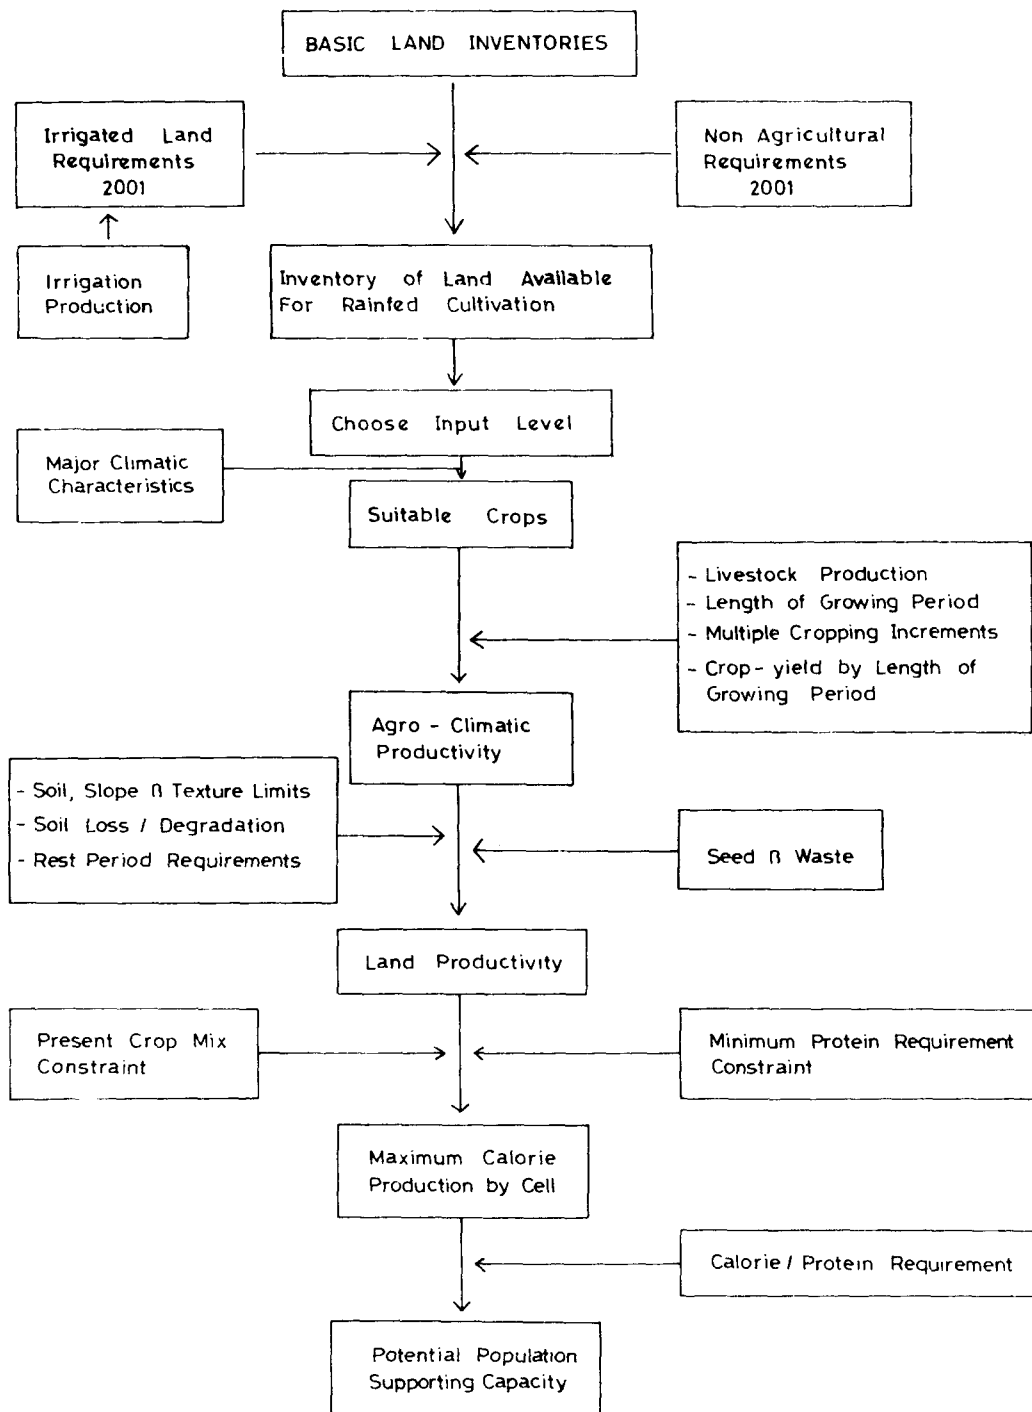 BASIC LAND INVENTORIES
Irrigated Land
Requirements
2001
Non Agricultural
Requirements
2001
Irrigation
Production
Inventory of Land Available
For Rainfed Cultivation
Choose Input Level
Major Climatic
Characteristics
Suitable Crops
- Livestock Production
- Length of Growing Period
- Multiple Cropping Increments
- Crop-yield by Length of
Growing Period
Agro - Climatic
Productivity
- Soil, Slope & Texture Limits
- Soil Loss / Degradation
- Rest Period Requirements
Seed & Waste
Land Productivity
Present Crop Mix
Constraint
Minimum Protein Requirement
Constraint
Maximum Calorie
Production by Cell
Calorie / Protein Requirement
Potential Population
Supporting Capacity